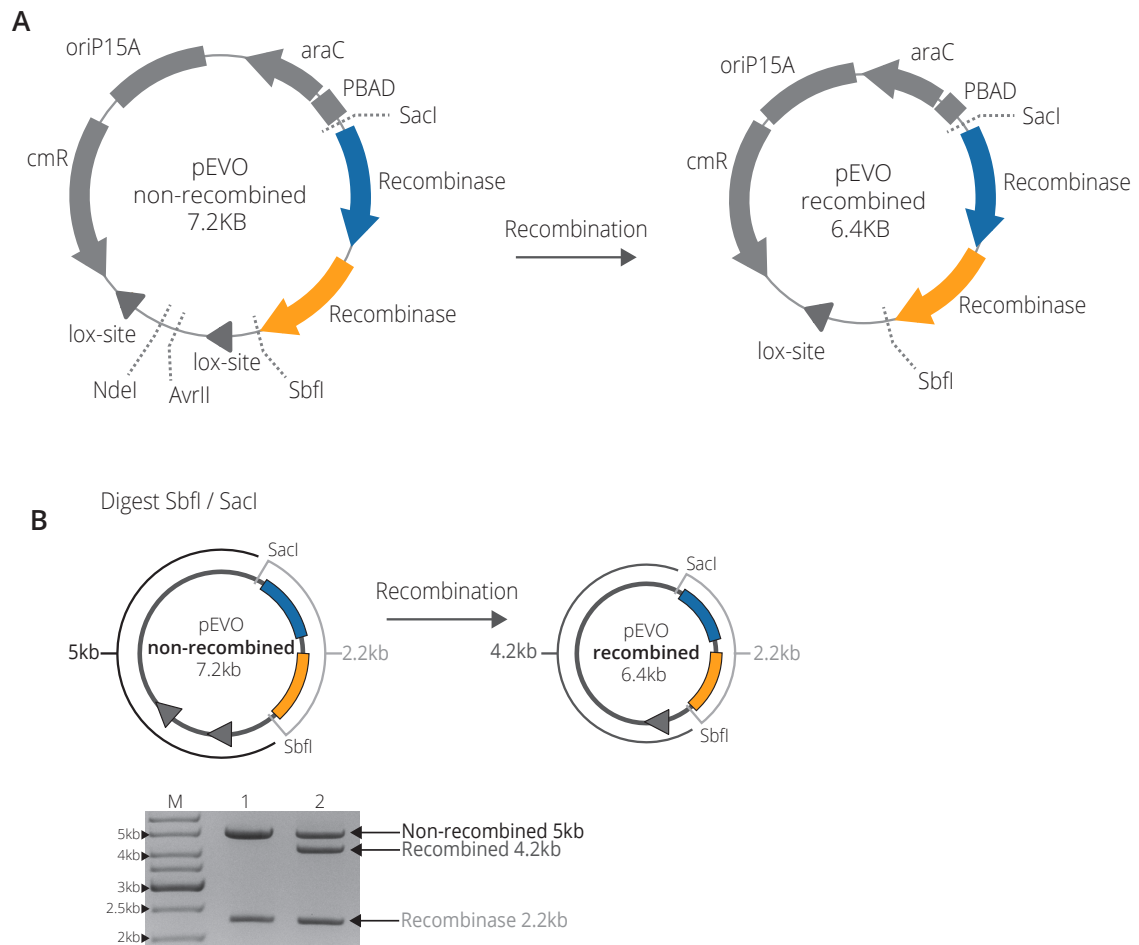 A
oriP15A
araC
PBAD
SacI
cmR
pEVO
non-recombined
7.2KB
Recombinase
Recombinase
lox-site
lox-site
NdeI
AvrII
SbfI
Recombination
oriP15A
araC
PBAD
SacI
cmR
pEVO
recombined
6.4KB
Recombinase
Recombinase
lox-site
SbfI
B
Digest SbfI / SacI
SacI
pEVO
non-recombined
7.2kb
5kb
2.2kb
SbfI
Recombination
SacI
pEVO
recombined
6.4kb
4.2kb
2.2kb
SbfI
M 1 2
5kb
4kb
3kb
2.5kb
2kb
Non-recombined 5kb
Recombined 4.2kb
Recombinase 2.2kb